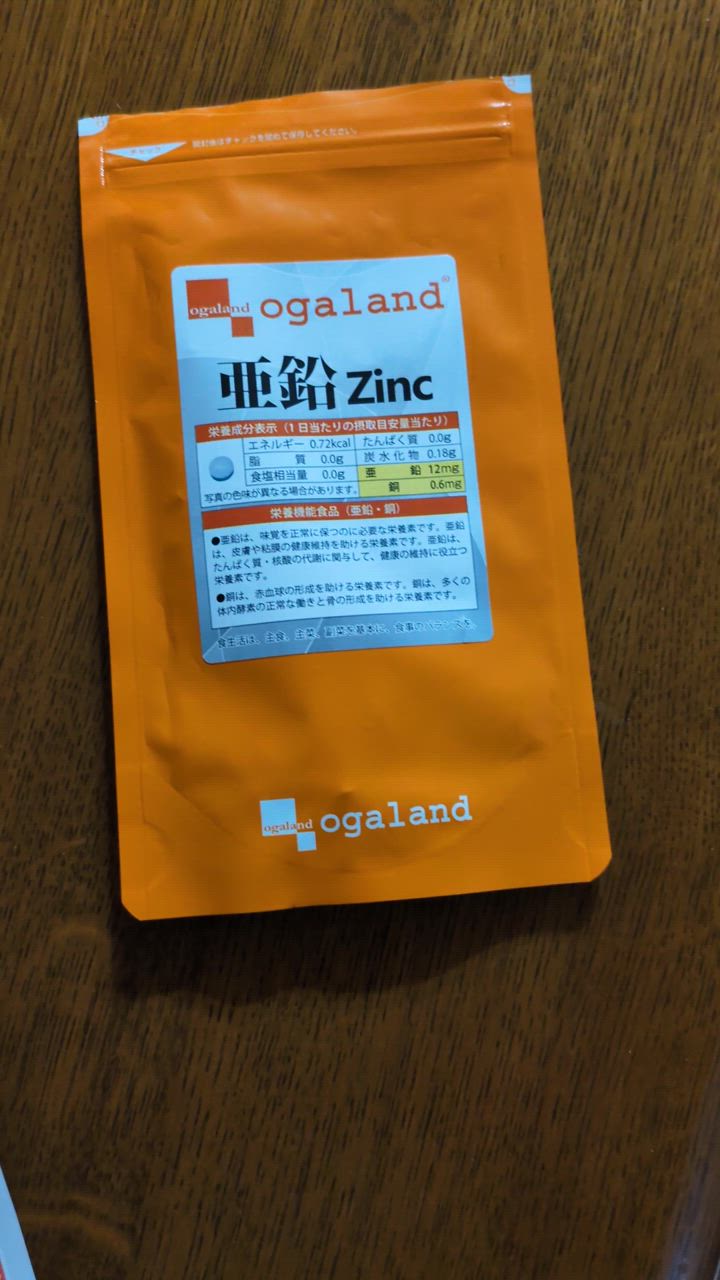 チャック
開封後はチャックを閉めて保存してください。
ogaland ogaland®
亜鉛 Zinc
栄養成分表示（1日当たりの摂取目安量当たり）
エネルギー 0.72kcal たんぱく質 0.0g
脂質 0.0g 炭水化物 0.18g
食塩相当量 0.0g 亜鉛 12mg
写真の色味が異なる場合があります。 銅 0.6mg
栄養機能食品（亜鉛・銅）
●亜鉛は、味覚を正常に保つのに必要な栄養素です。亜鉛
は、皮膚や粘膜の健康維持を助ける栄養素です。亜鉛は、
たんぱく質・核酸の代謝に関与して、健康の維持に役立つ
栄養素です。
●銅は、赤血球の形成を助ける栄養素です。銅は、多くの
体内酵素の正常な働きと骨の形成を助ける栄養素です。
食生活は、主食、主菜、副菜を基本に、食事のバランスを。
ogaland ogaland